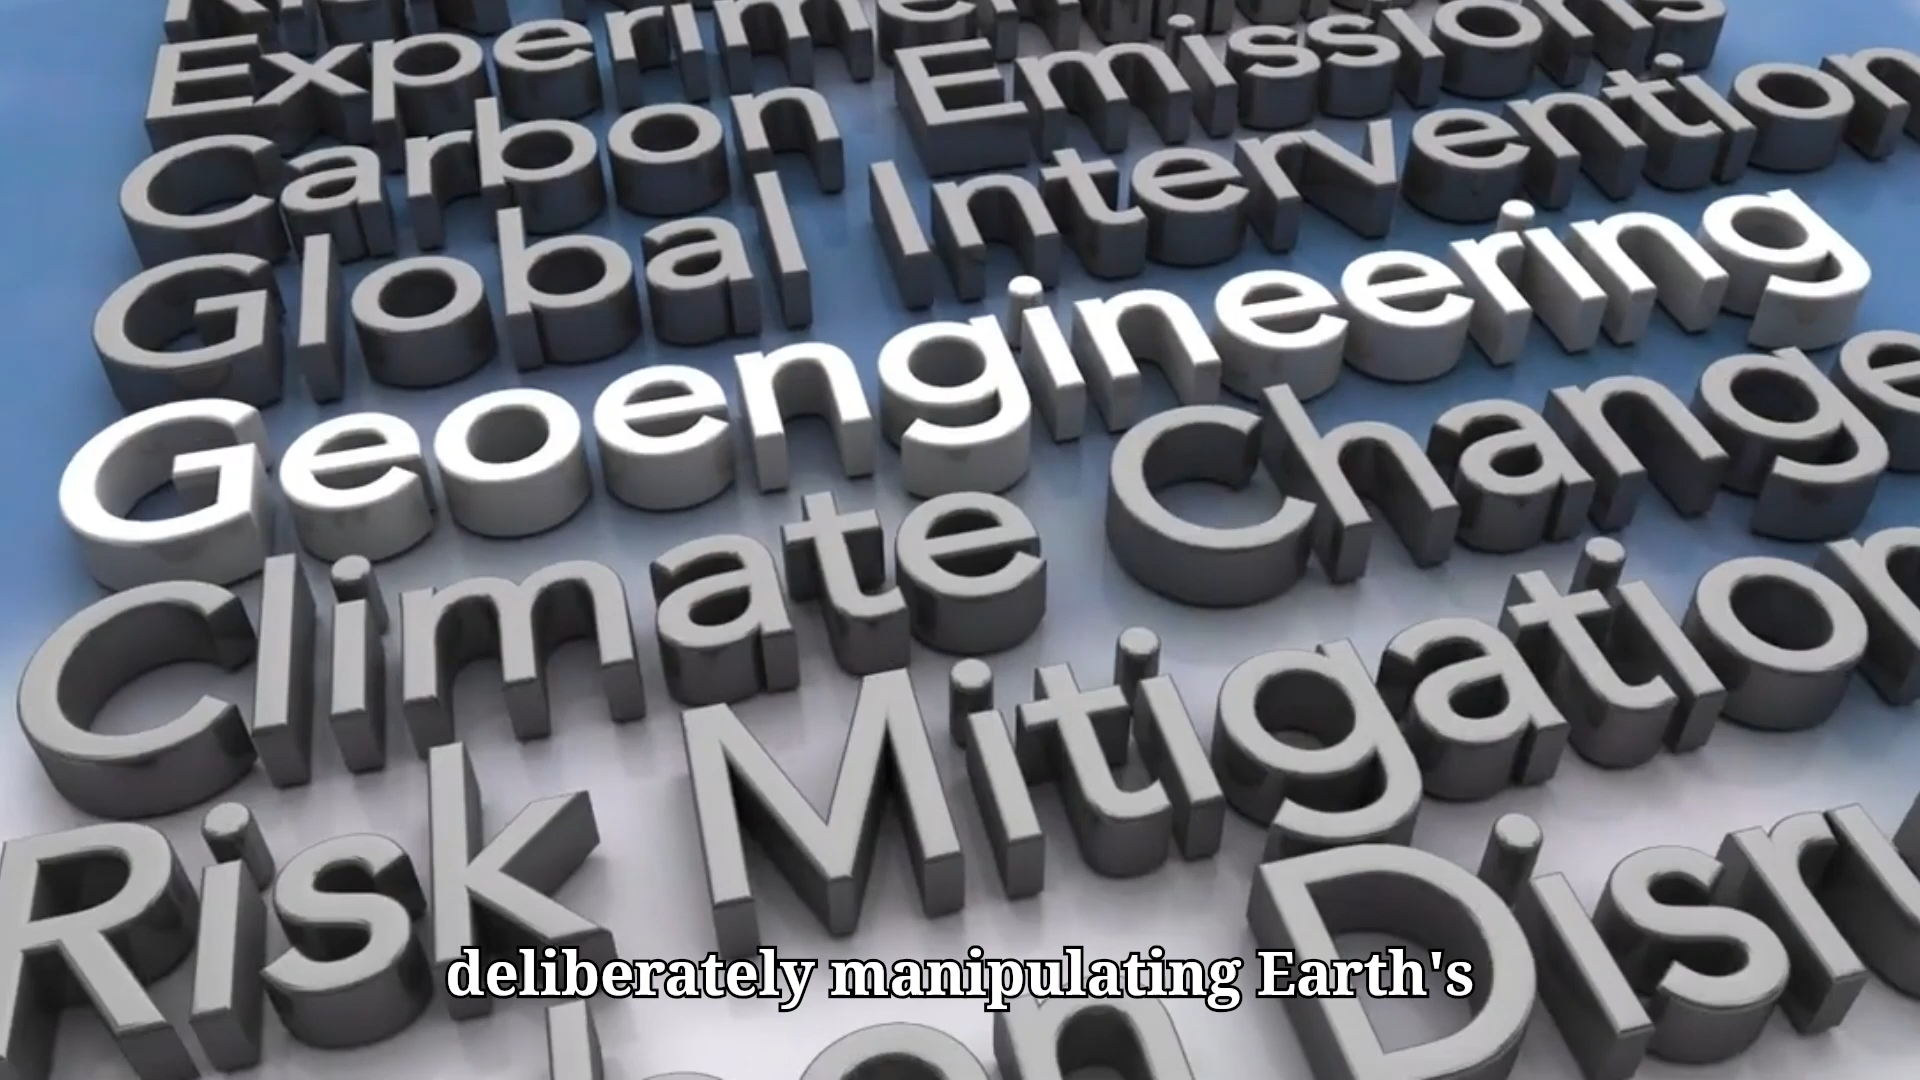 Carbon Emissions
Global Intervention
Geoengineering
Climate Change
Risk Mitigation
deliberately manipulating Earth's